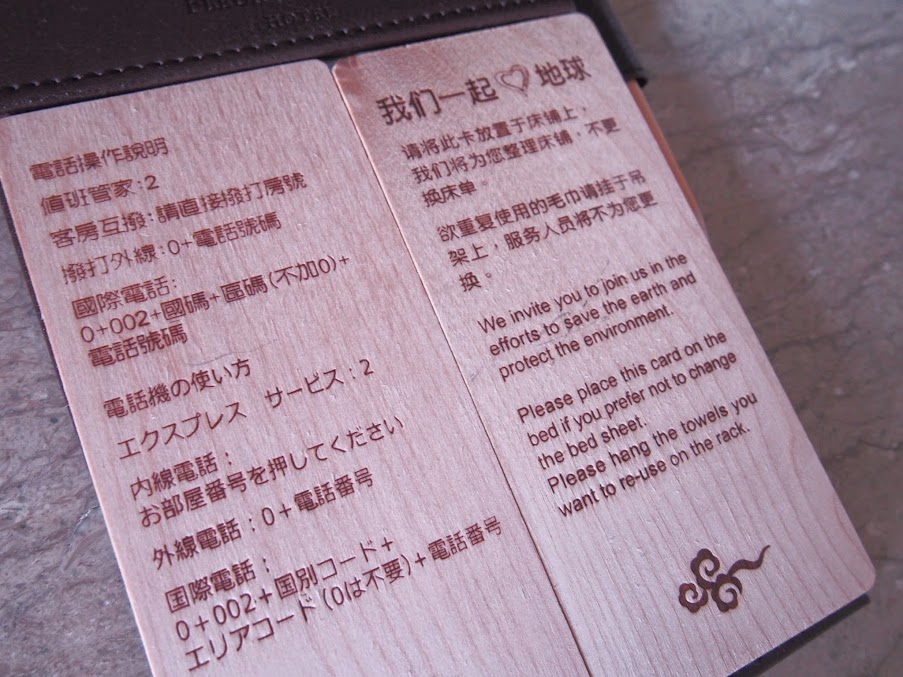 HOTEL
電話操作說明
值班管家:2
客房互撥:請直接撥打房號
撥打外線:0+電話號碼
國際電話:
0+002+國碼+區碼(不加0)+
電話號碼
電話機の使い方
エクスプレス サービス:2
内線電話:
お部屋番号を押してください
外線電話:0+電話番号
国際電話:
0+002+国別コード+
エリアコード(0は不要)+電話番号
我们一起♡地球
请将此卡放置于床铺上,
我们将为您整理床铺,不更
换床单。
欲重复使用的毛巾请挂于吊
架上,服务人员将不为您更
换。
We invite you to join us in the
efforts to save the earth and
protect the environment.
Please place this card on the
bed if you prefer not to change
the bed sheet.
Please heng the towels you
want to re-use on the rack.